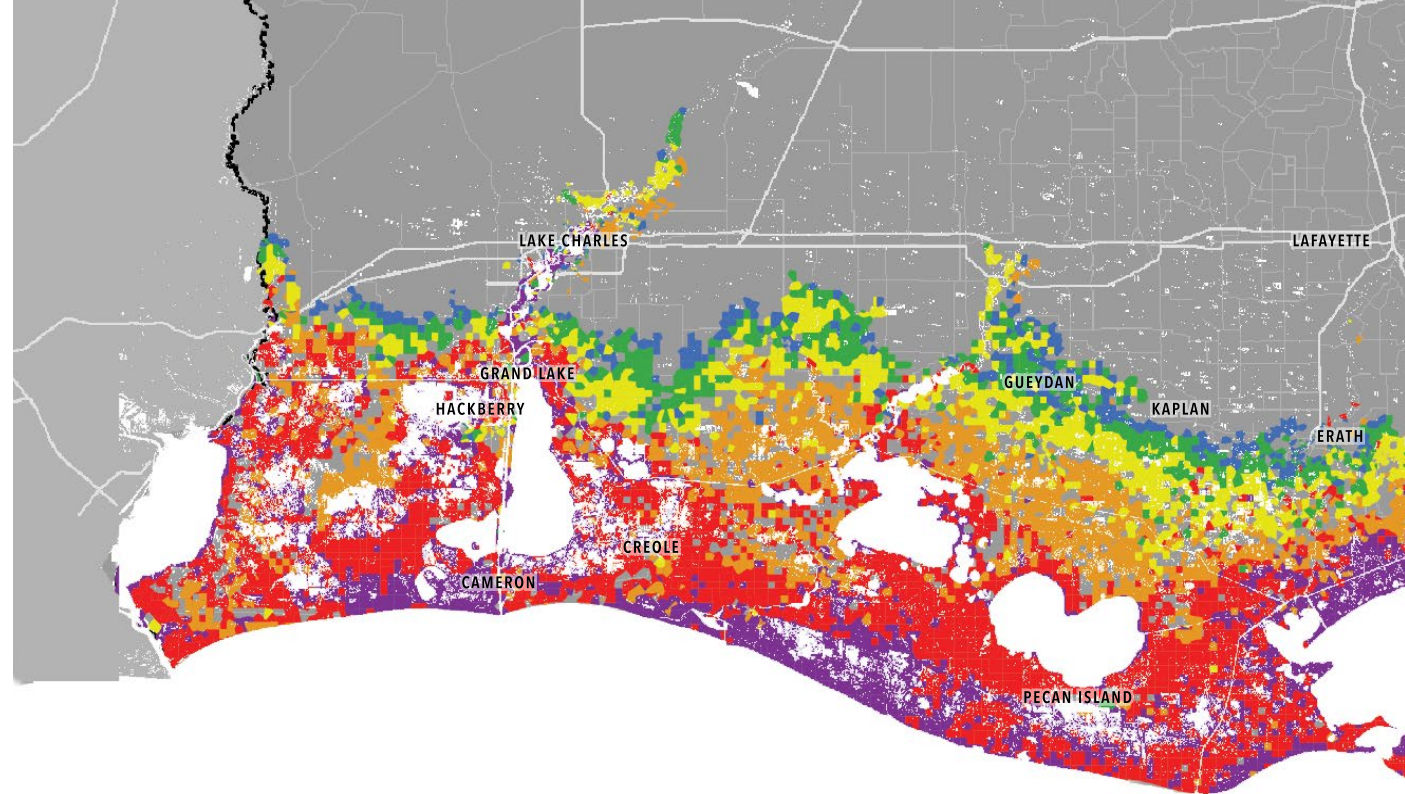 LAKE CHARLES
LAFAYETTE
GRAND LAKE
GUEYDAN
HACKBERRY
KAPLAN
ERATH
CREOLE
CAMERON
PECAN ISLAND